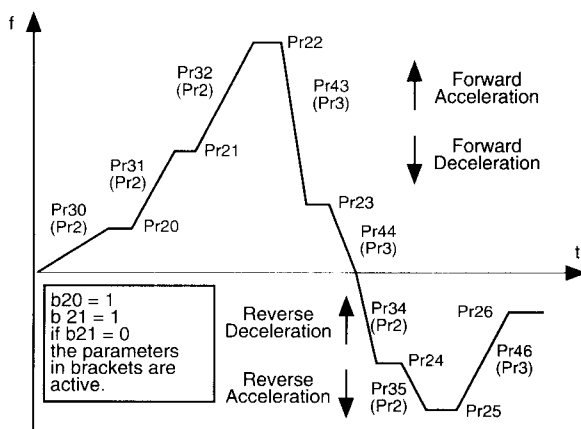 f
Pr22
Pr32
(Pr2)
Pr43
(Pr3)
Forward
Acceleration
Pr21
Pr31
(Pr2)
Forward
Deceleration
Pr30
(Pr2)
Pr20
Pr23
Pr44
(Pr3)
t
b20 = 1
b 21 = 1
if b21 = 0
the parameters
in brackets are
active.
Reverse
Deceleration
Pr34
(Pr2)
Pr26
Pr24
Pr46
(Pr3)
Reverse
Acceleration
Pr35
(Pr2)
Pr25